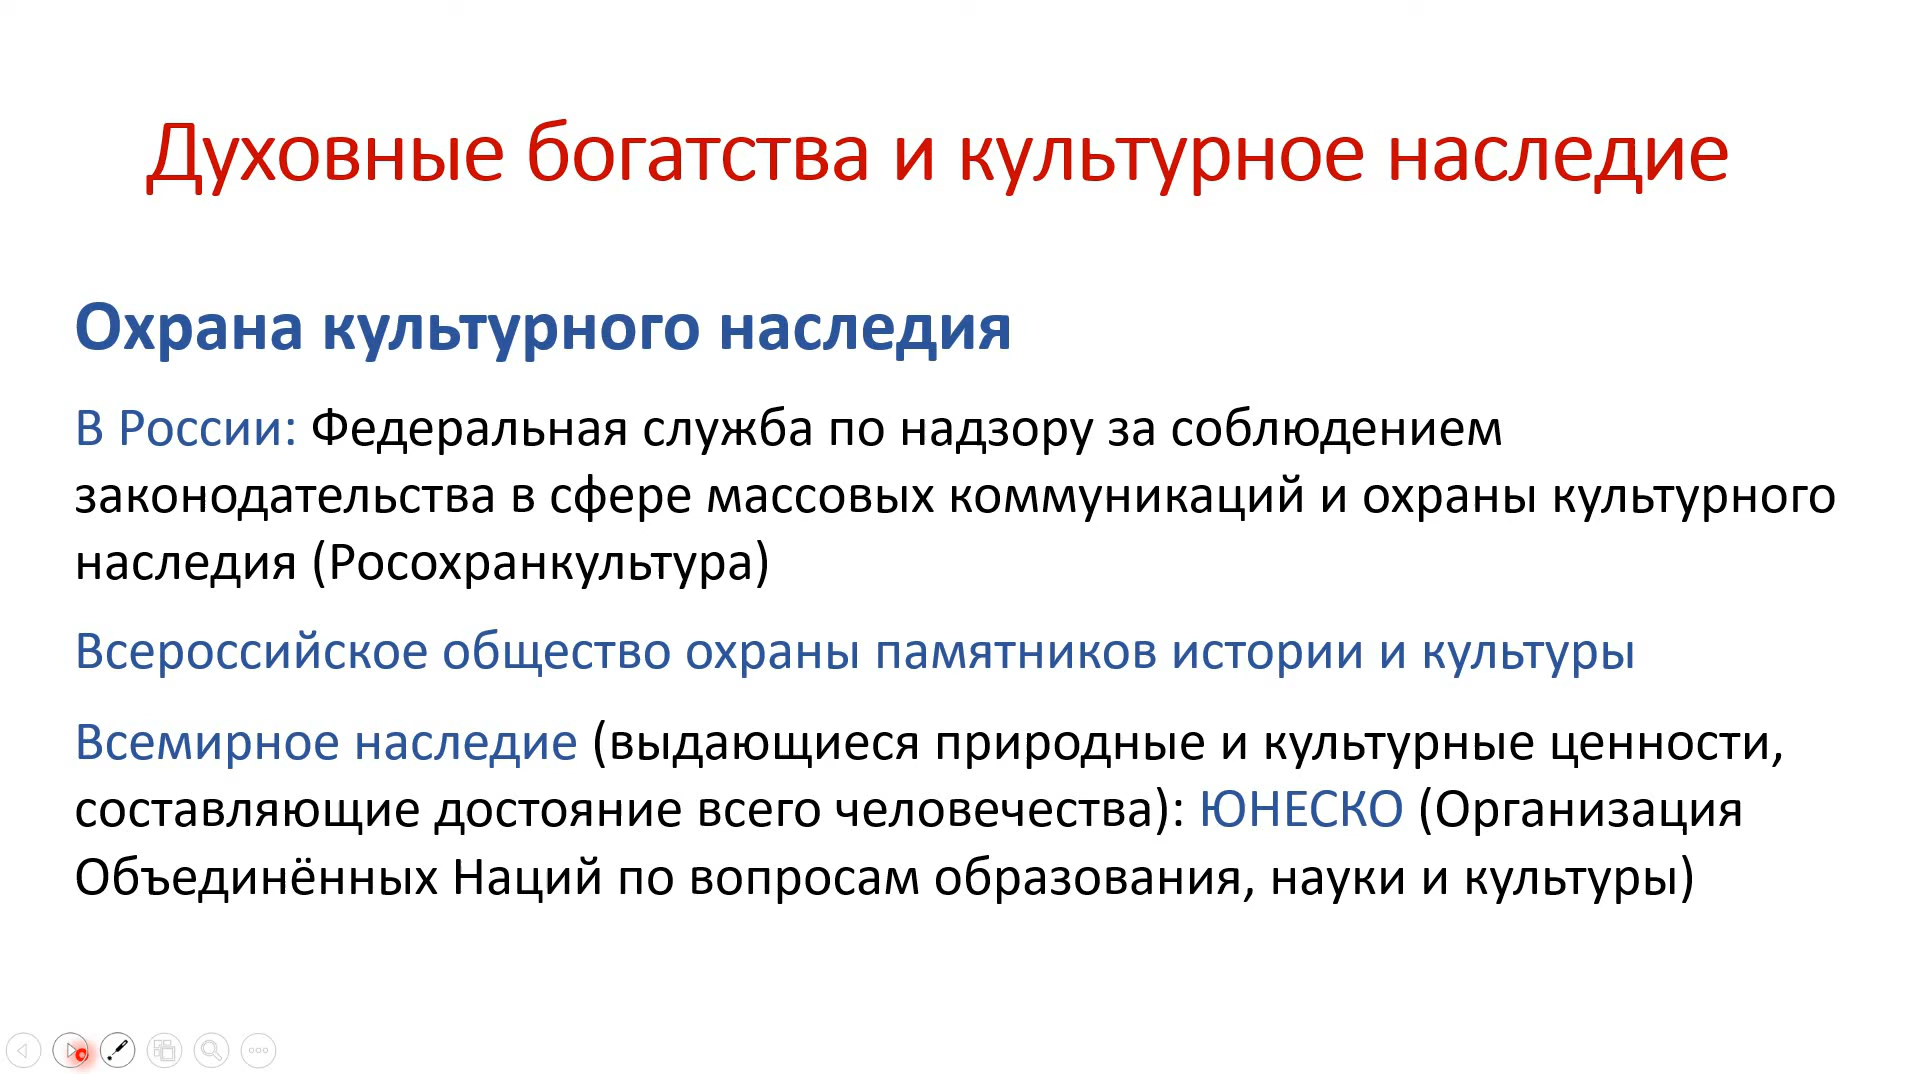 Духовные богатства и культурное наследие
Охрана культурного наследия
В России: Федеральная служба по надзору за соблюдением
законодательства в сфере массовых коммуникаций и охраны культурного
наследия (Росохранкультура)
Всероссийское общество охраны памятников истории и культуры
Всемирное наследие (выдающиеся природные и культурные ценности,
составляющие достояние всего человечества): ЮНЕСКО (Организация
Объединённых Наций по вопросам образования, науки и культуры)